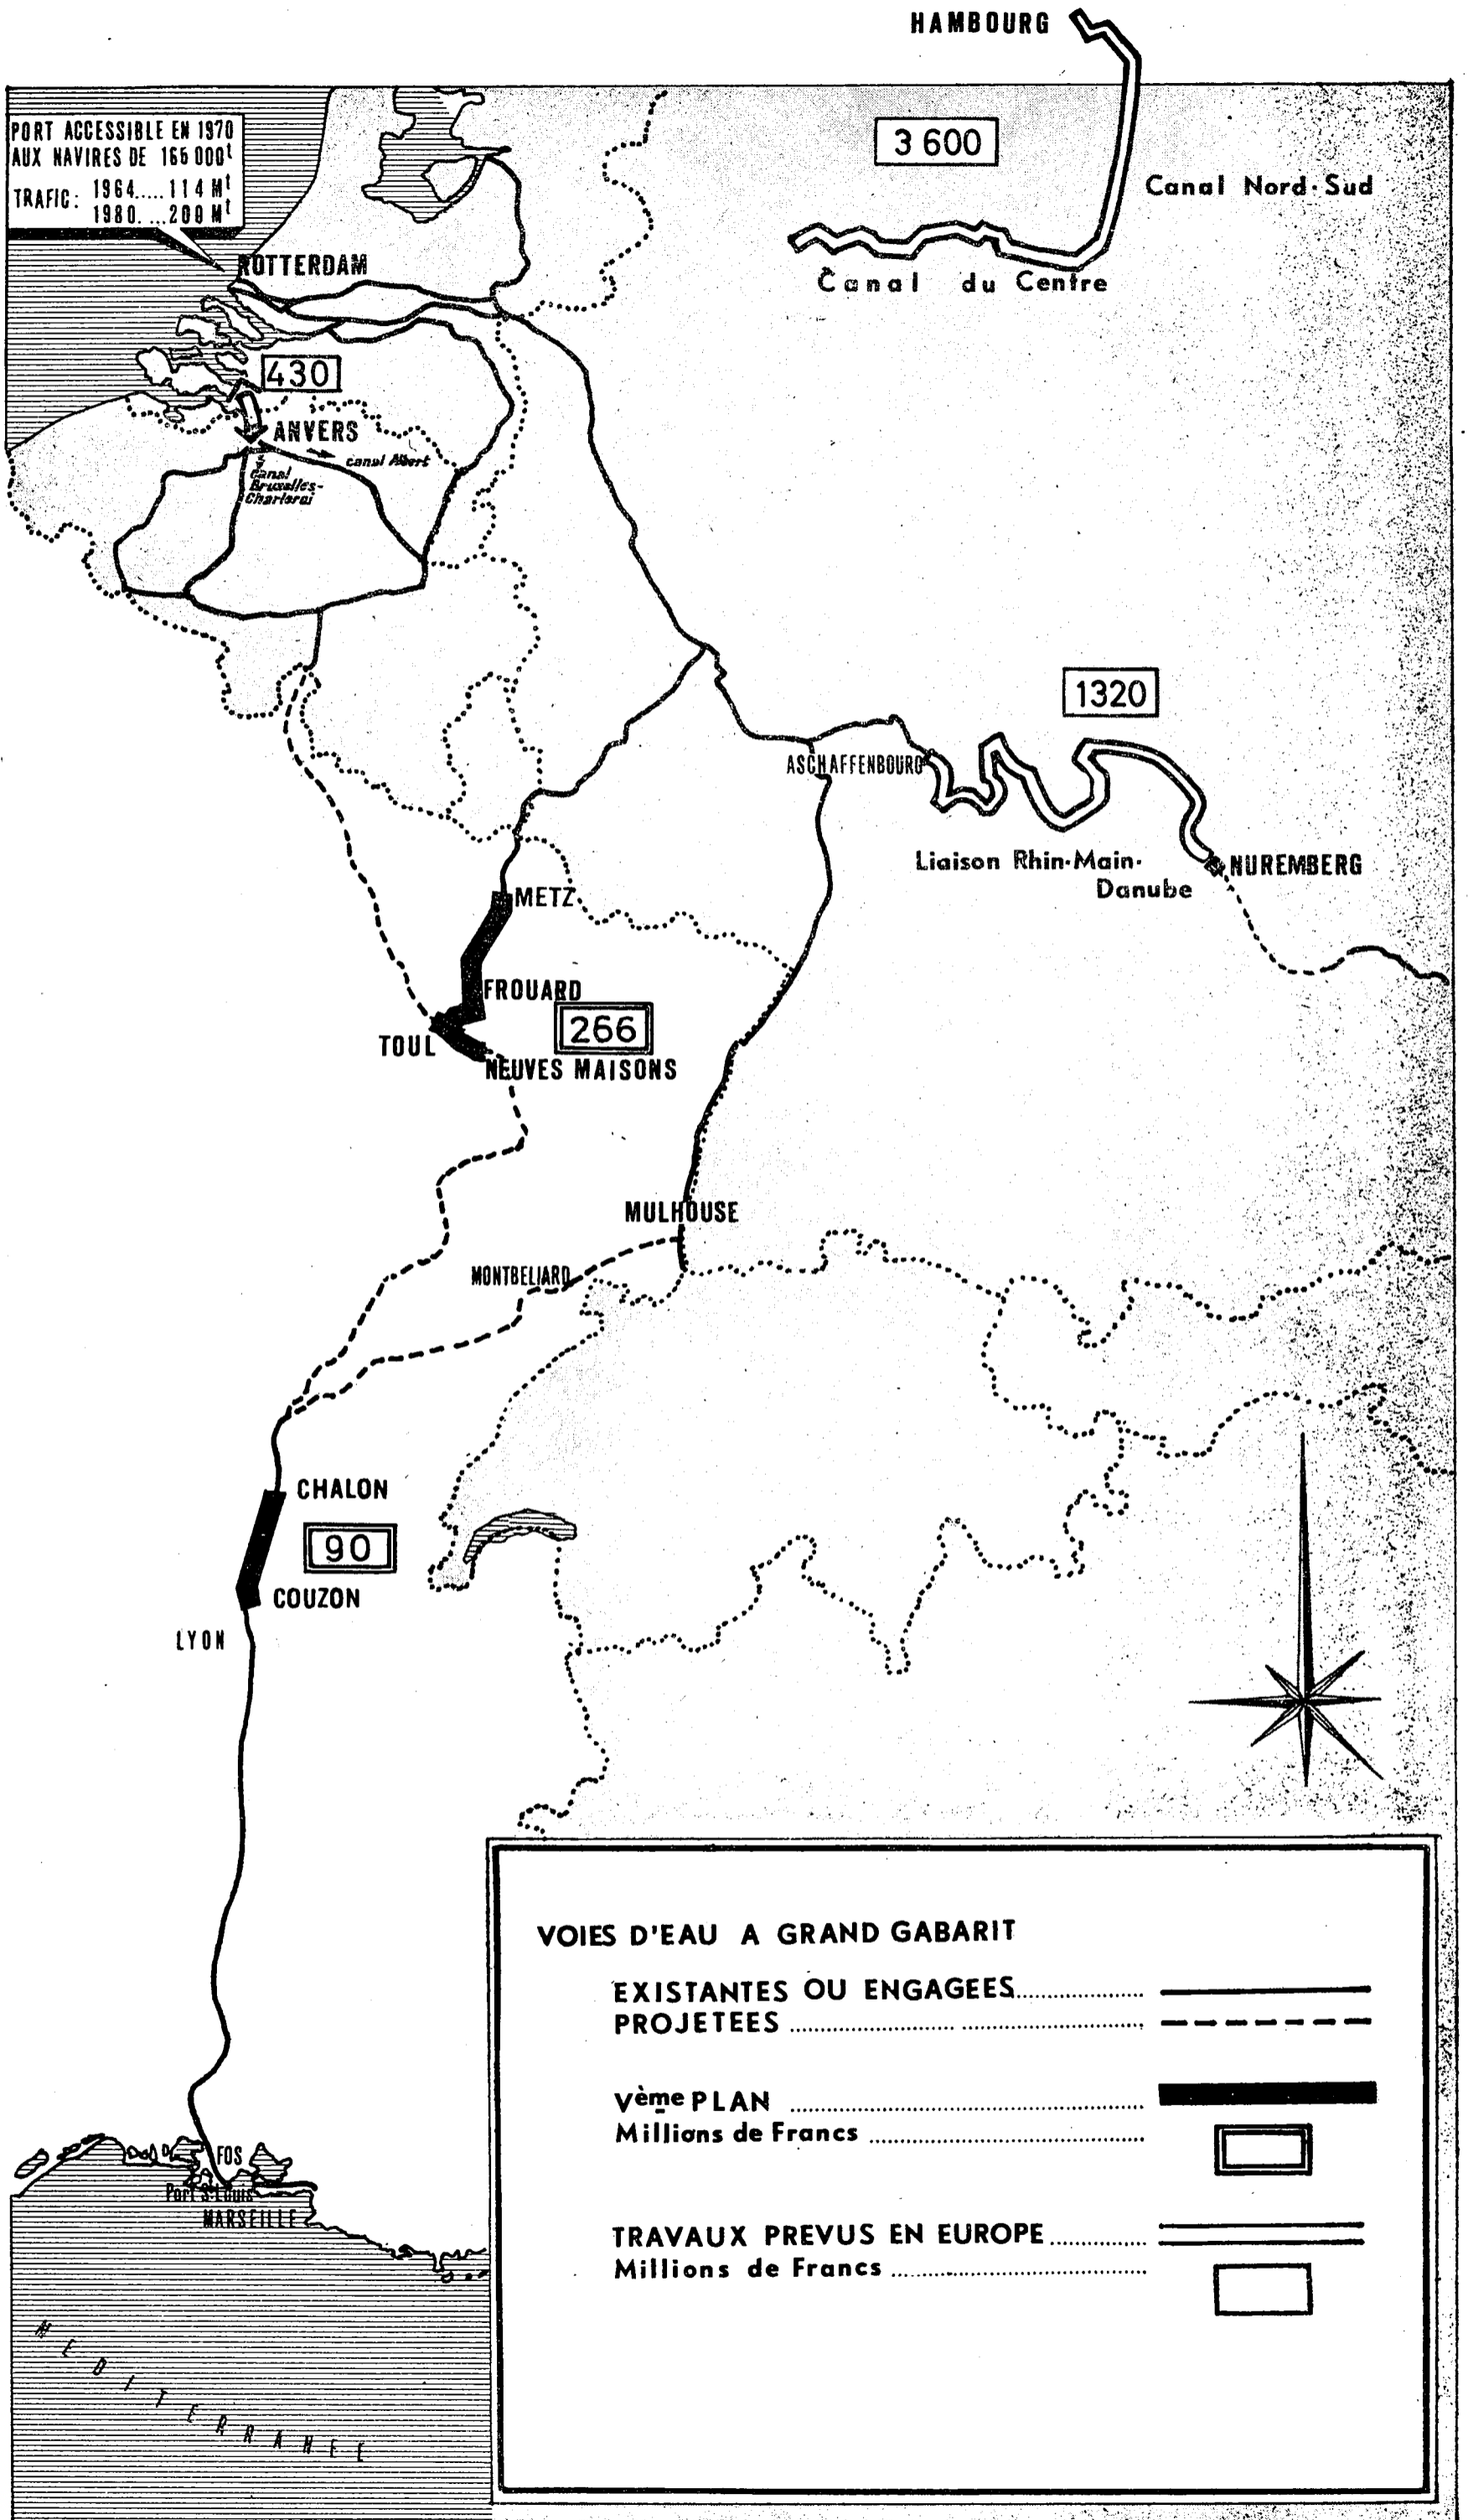 HAMBOURG
PORT ACCESSIBLE EN 1970
AUX NAVIRES DE 165 000t
TRAFIC: 1964.....114 Mt
1980....200 Mt
3 600
Canal Nord-Sud
Canal du Centre
ROTTERDAM
430
ANVERS
canal Albert
Canal
Bruxelles-
Charleroi
1320
ASCHAFFENBOURG
Liaison Rhin-Main-
Danube
NUREMBERG
METZ
FROUARD
266
TOUL
NEUVES MAISONS
MULHOUSE
MONTBELIARD
CHALON
90
COUZON
LYON
FOS
Port St Louis
MARSEILLE
MEDITERRANEE
VOIES D'EAU A GRAND GABARIT
EXISTANTES OU ENGAGEES
PROJETEES
Vème PLAN
Millions de Francs
TRAVAUX PREVUS EN EUROPE
Millions de Francs